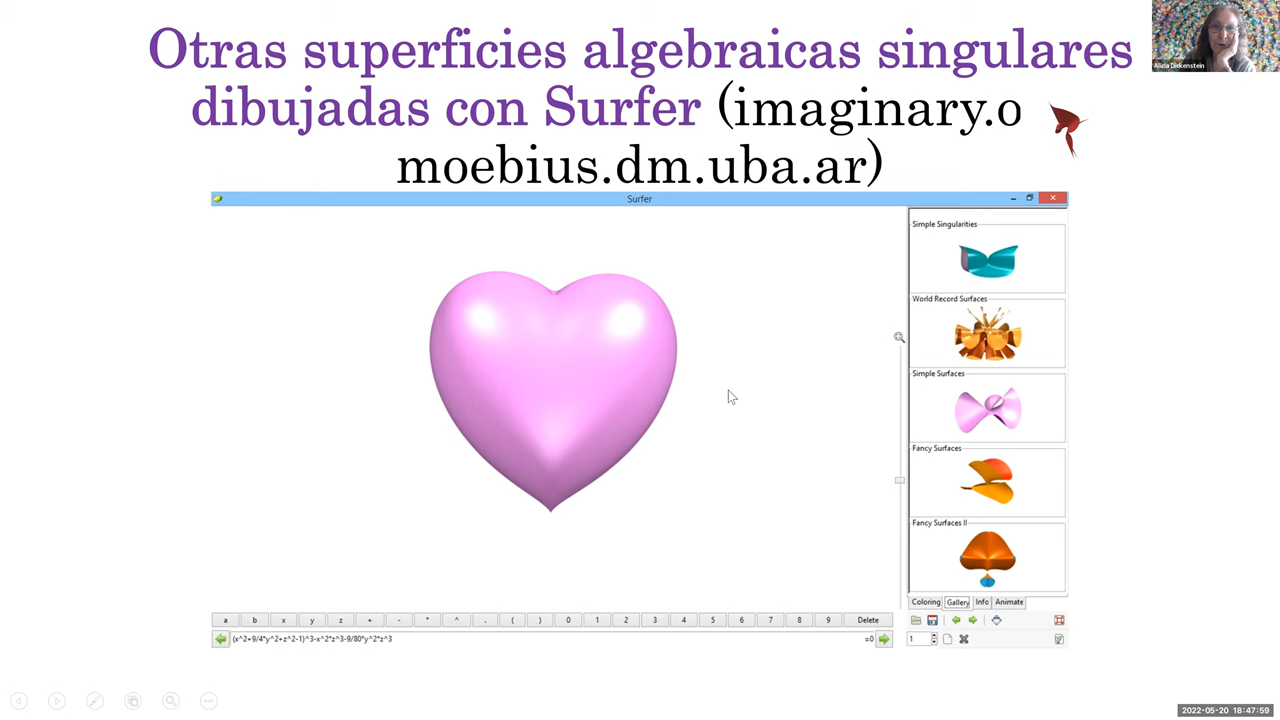 Otras superficies algebraicas singulares
dibujadas con Surfer (imaginary.o
moebius.dm.uba.ar)
Alicia Dickenstein
Surfer
Simple Singularities
World Record Surfaces
Simple Surfaces
Fancy Surfaces
Fancy Surfaces II
Coloring Gallery Info Animate
a b x y z + - * ^ . ( ) 0 1 2 3 4 5 6 7 8 9 Delete
(x^2+9/4*y^2+z^2-1)^3-x^2*z^3-9/80*y^2*z^3 =0
1
2022-05-20 18:47:59